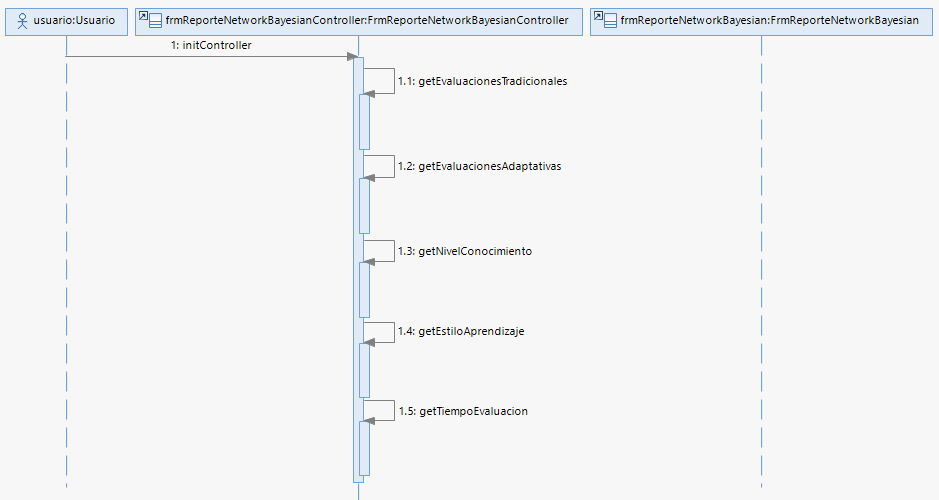 usuario:Usuario
frmReporteNetworkBayesianController:FrmReporteNetworkBayesianController
frmReporteNetworkBayesian:FrmReporteNetworkBayesian
1: initController
1.1: getEvaluacionesTradicionales
1.2: getEvaluacionesAdaptativas
1.3: getNivelConocimiento
1.4: getEstiloAprendizaje
1.5: getTiempoEvaluacion